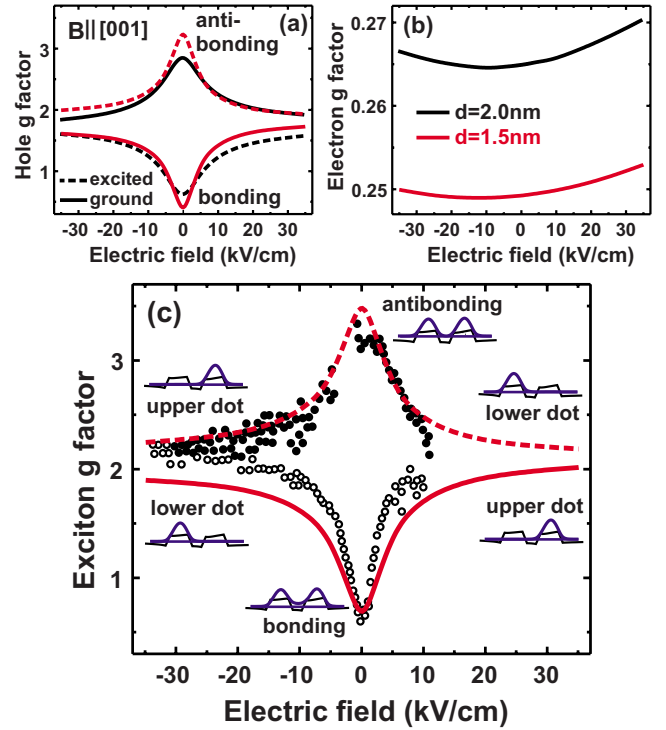 B||[001]
anti-
bonding
(a)
bonding
excited
ground
3
2
1
Hole g factor
-30 -20 -10 0 10 20 30
Electric field (kV/cm)
(b)
0.27
0.26
0.25
Electron g factor
d=2.0nm
d=1.5nm
-30 -20 -10 0 10 20 30
Electric field (kV/cm)
(c)
antibonding
upper dot
lower dot
lower dot
upper dot
bonding
3
2
1
Exciton g factor
-30 -20 -10 0 10 20 30
Electric field (kV/cm)